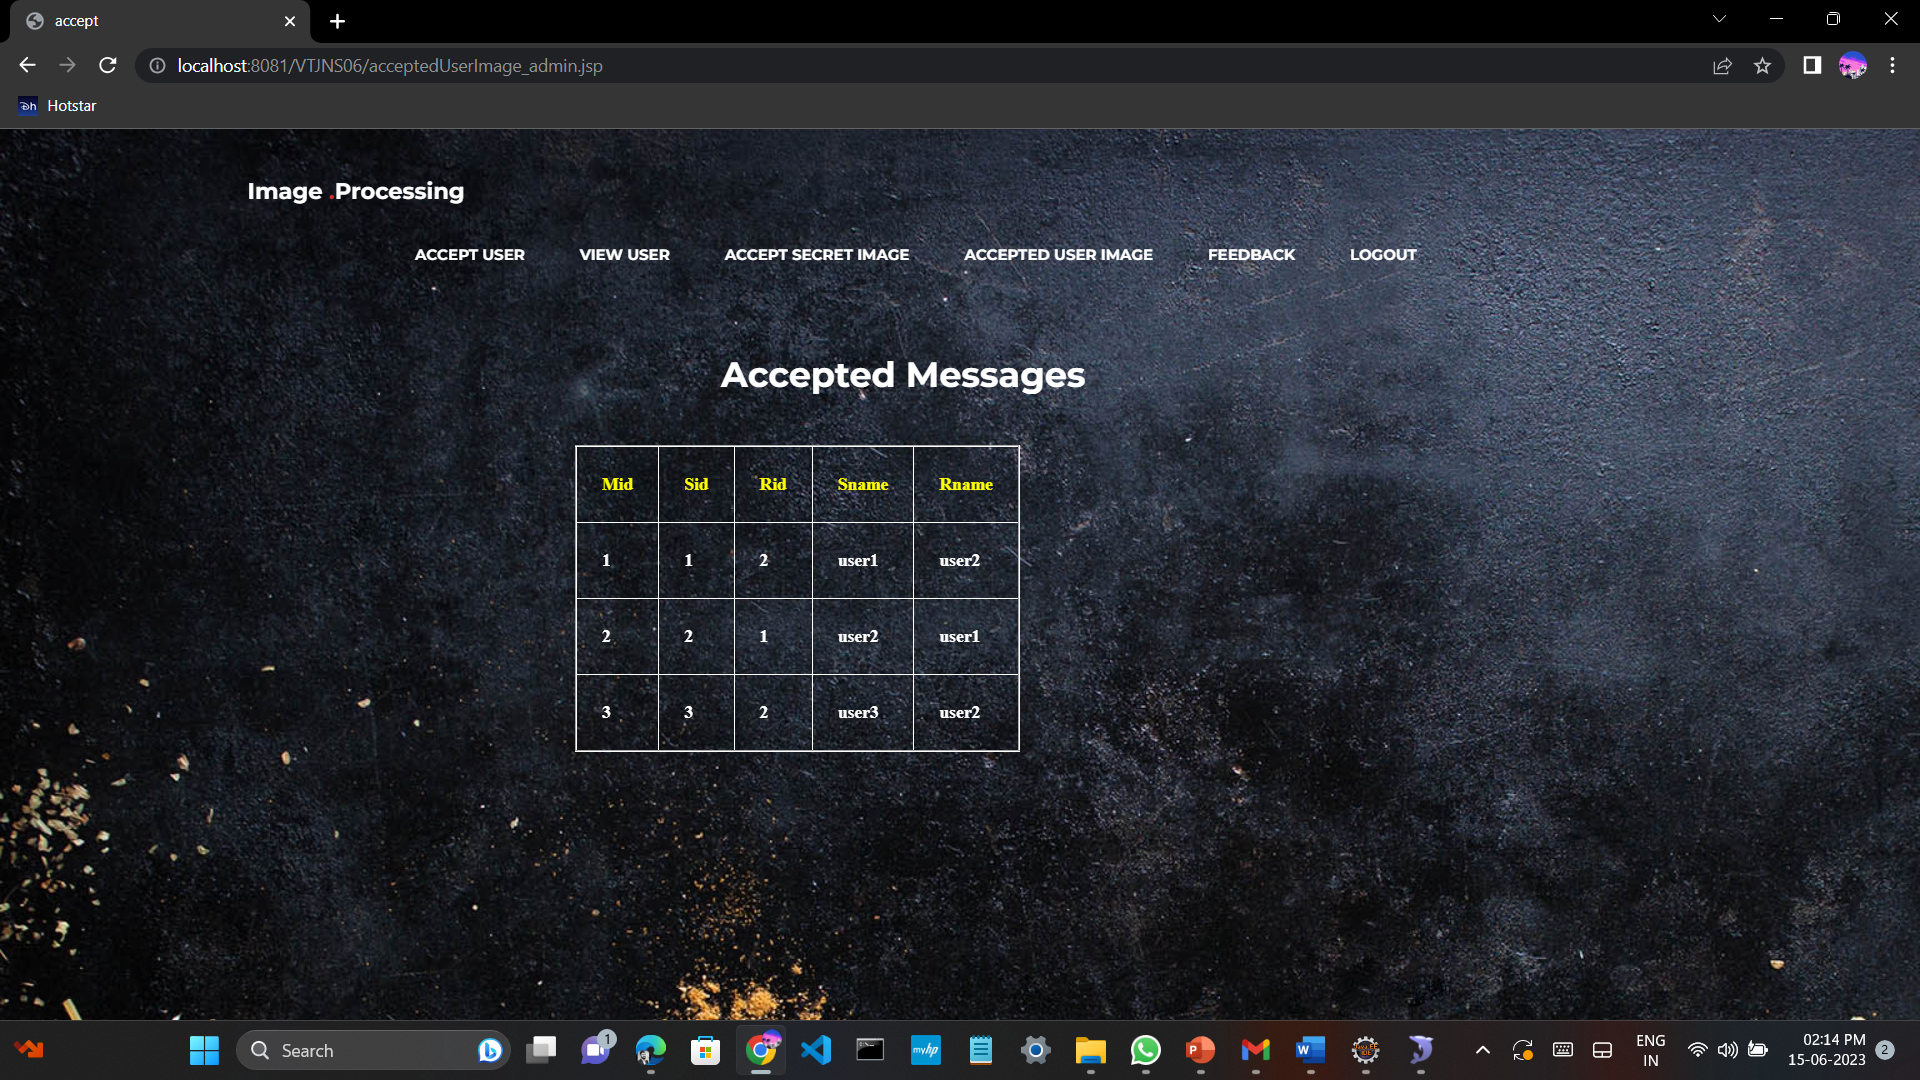 accept
localhost:8081/VTJNS06/acceptedUserImage_admin.jsp
Hotstar
Image .Processing
ACCEPT USER VIEW USER ACCEPT SECRET IMAGE ACCEPTED USER IMAGE FEEDBACK LOGOUT
Accepted Messages
Mid Sid Rid Sname Rname
1 1 2 user1 user2
2 2 1 user2 user1
3 3 2 user3 user2
Search
1
myhp
ENG
IN
02:14 PM
15-06-2023
2